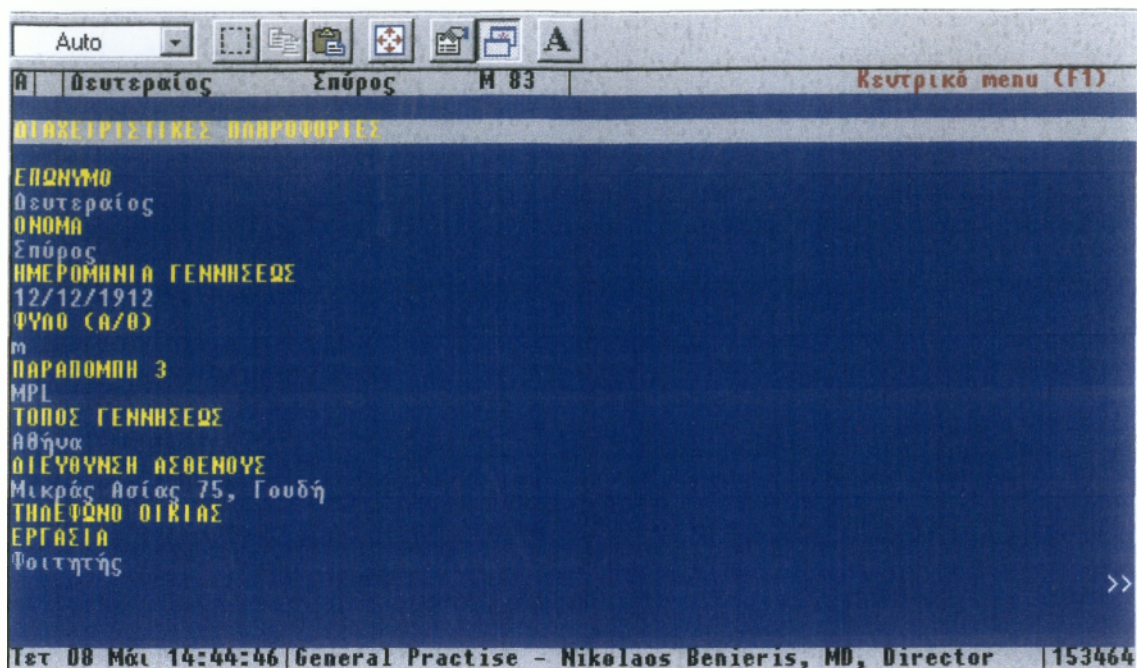 Auto A
A Δευτεραίος Σπύρος M 83 Κεντρικό menu (F1)
ΔΙΑΧΕΙΡΙΣΤΙΚΕΣ ΠΛΗΡΟΦΟΡΙΕΣ
ΕΠΩΝΥΜΟ
Δευτεραίος
ΟΝΟΜΑ
Σπύρος
ΗΜΕΡΟΜΗΝΙΑ ΓΕΝΝΗΣΕΩΣ
12/12/1912
ΦΥΛΟ (Α/Θ)
m
ΠΑΡΑΠΟΜΠΗ 3
MPL
ΤΟΠΟΣ ΓΕΝΝΗΣΕΩΣ
Αθήνα
ΔΙΕΥΘΥΝΣΗ ΑΣΘΕΝΟΥΣ
Μικράς Ασίας 75, Γουδή
ΤΗΛΕΦΩΝΟ ΟΙΚΙΑΣ
ΕΡΓΑΣΙΑ
Φοιτητής
>>
Τετ 08 Μάι 14:44:46|General Practise - Nikolaos Benieris, MD, Director |153464